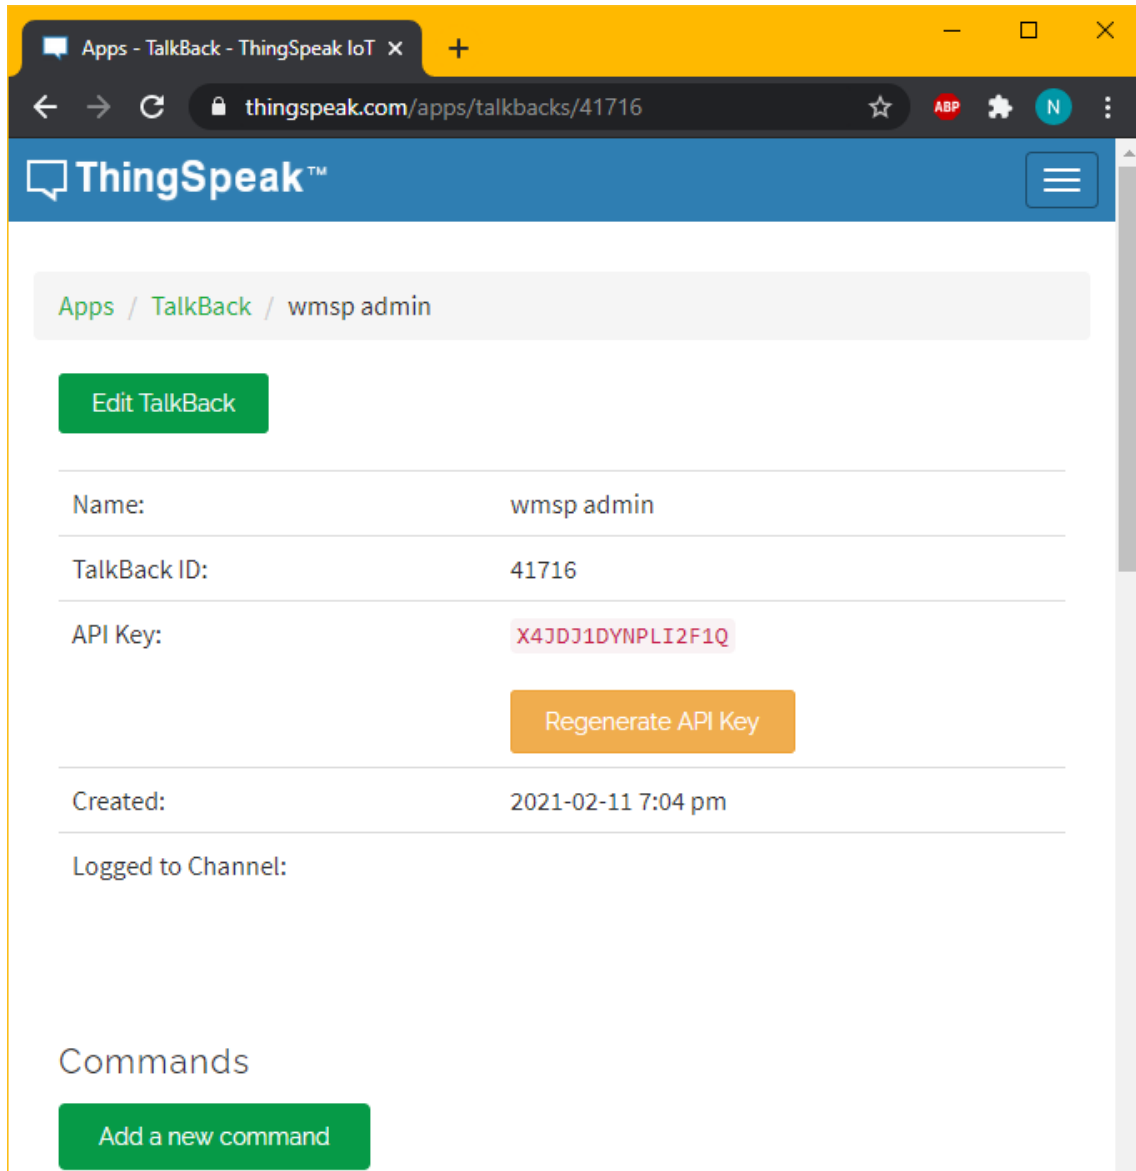 Apps - TalkBack - ThingSpeak IoT
thingspeak.com/apps/talkbacks/41716
ABP
N
ThingSpeak™
Apps / TalkBack / wmsp admin
Edit TalkBack
Name: wmsp admin
TalkBack ID: 41716
API Key: X4JDJ1DYNPLI2F1Q
Regenerate API Key
Created: 2021-02-11 7:04 pm
Logged to Channel:
Commands
Add a new command